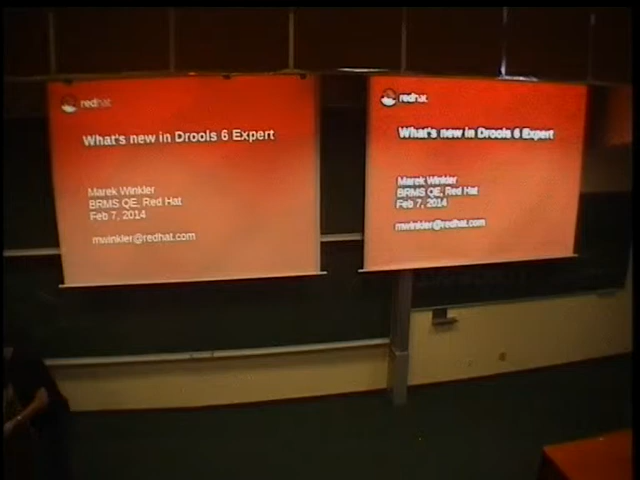 redhat
What's new in Drools 6 Expert
Marek Winkler
BRMS QE, Red Hat
Feb 7, 2014
mwinkler@redhat.com
redhat
What's new in Drools 6 Expert
Marek Winkler
BRMS QE, Red Hat
Feb 7, 2014
mwinkler@redhat.com